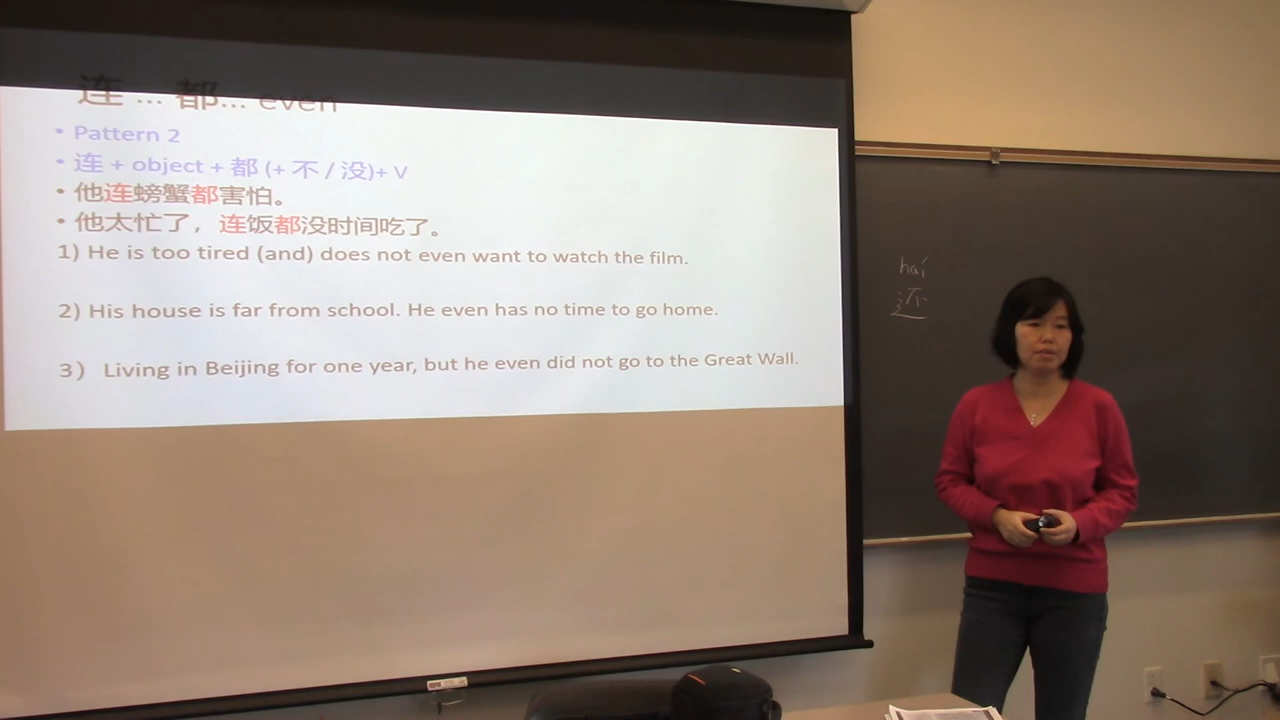 连 ... 都... even
• Pattern 2
• 连 + object + 都 (+ 不 / 没)+ V
• 他连螃蟹都害怕。
• 他太忙了，连饭都没时间吃了。
1) He is too tired (and) does not even want to watch the film.
2) His house is far from school. He even has no time to go home.
3） Living in Beijing for one year, but he even did not go to the Great Wall.
haí
还